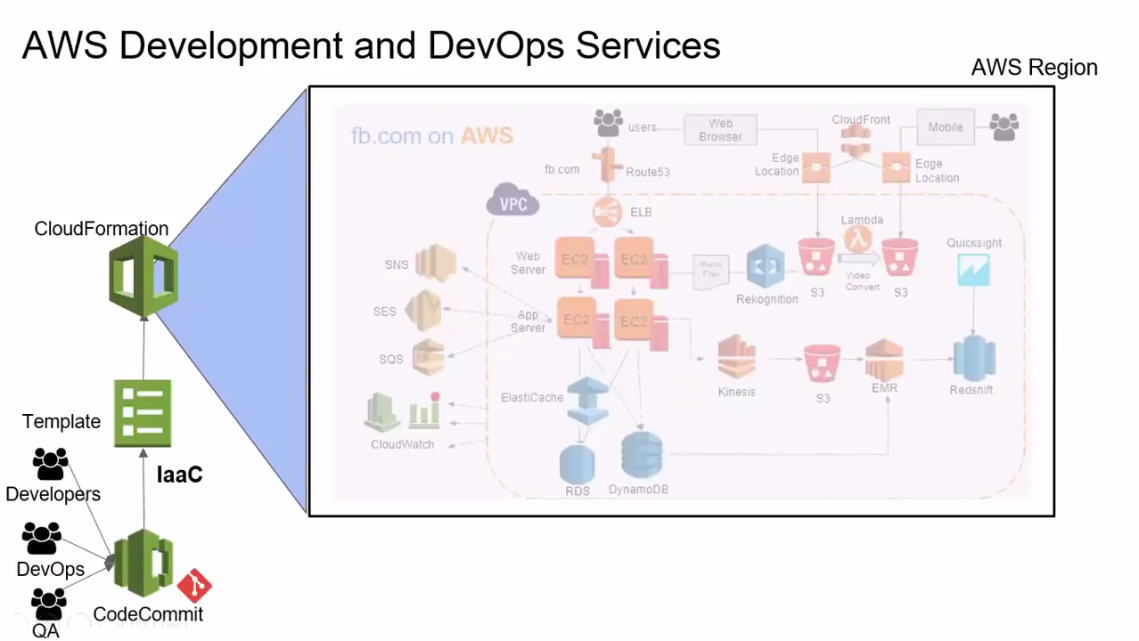 AWS Development and DevOps Services
AWS Region
fb.com on AWS
users
Web
Browser
CloudFront
Mobile
fb.com
Route53
Edge
Location
Edge
Location
VPC
ELB
CloudFormation
Web
Server
EC2
EC2
Media
Files
Rekognition
S3
Lambda
Video
Convert
S3
Quicksight
SNS
SES
SQS
App
Server
EC2
EC2
Kinesis
S3
EMR
Redshift
ElastiCache
CloudWatch
RDS
DynamoDB
Template
IaaC
Developers
DevOps
QA
CodeCommit